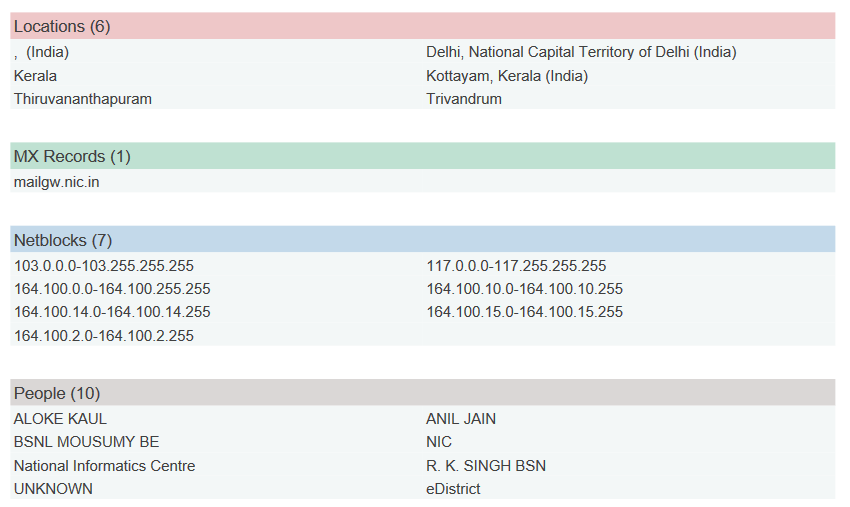 Locations (6)
, (India) Delhi, National Capital Territory of Delhi (India)
Kerala Kottayam, Kerala (India)
Thiruvananthapuram Trivandrum
MX Records (1)
mailgw.nic.in
Netblocks (7)
103.0.0.0-103.255.255.255 117.0.0.0-117.255.255.255
164.100.0.0-164.100.255.255 164.100.10.0-164.100.10.255
164.100.14.0-164.100.14.255 164.100.15.0-164.100.15.255
164.100.2.0-164.100.2.255
People (10)
ALOKE KAUL ANIL JAIN
BSNL MOUSUMY BE NIC
National Informatics Centre R. K. SINGH BSN
UNKNOWN eDistrict